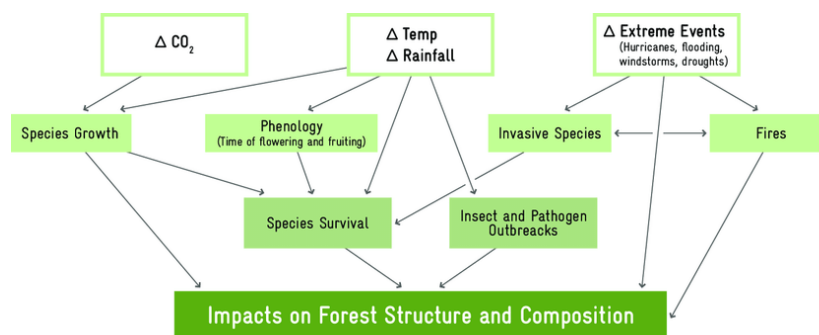 △ CO₂
△ Temp
△ Rainfall
△ Extreme Events
(Hurricanes, flooding,
windstorms, droughts)
Species Growth
Phenology
(Time of flowering and fruiting)
Invasive Species
Fires
Species Survival
Insect and Pathogen
Outbreacks
Impacts on Forest Structure and Composition